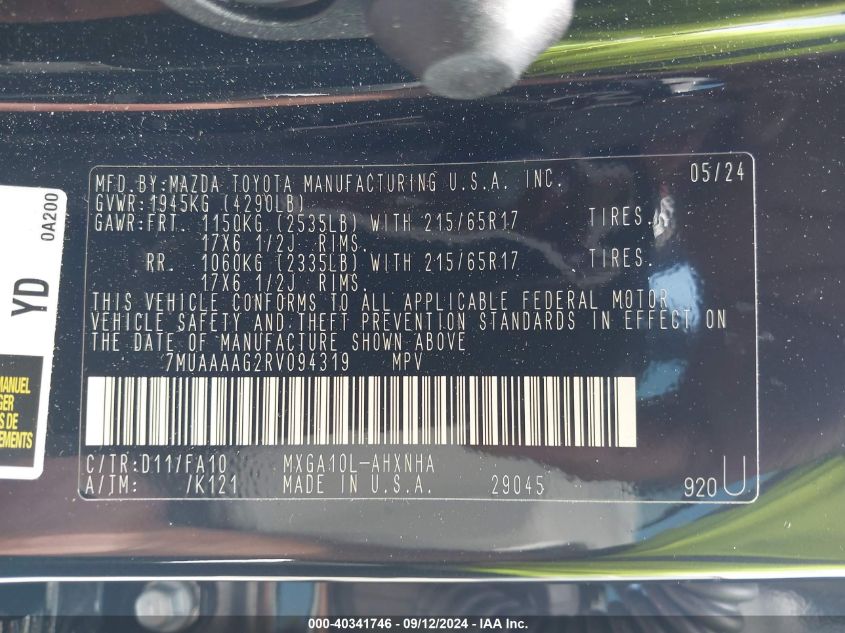 MFD.BY:MAZDA TOYOTA MANUFACTURING U.S.A. INC. 05/24
GVWR:1945KG (4290LB)
GAWR:FRT. 1150KG (2535LB) WITH 215/65R17 TIRES.
17X6 1/2J RIMS.
RR. 1060KG (2335LB) WITH 215/65R17 TIRES.
17X6 1/2J RIMS.
THIS VEHICLE CONFORMS TO ALL APPLICABLE FEDERAL MOTOR
VEHICLE SAFETY AND THEFT PREVENTION STANDARDS IN EFFECT ON
THE DATE OF MANUFACTURE SHOWN ABOVE
7MUAAAAG2RV094319 MPV
C/TR:D11/FA10 MXGA10L-AHXNHA
A/TM: /K121 MADE IN U.S.A. 29045 920 U
0A200
YD
MANUEL
000-40341746 - 09/12/2024 - IAA Inc.